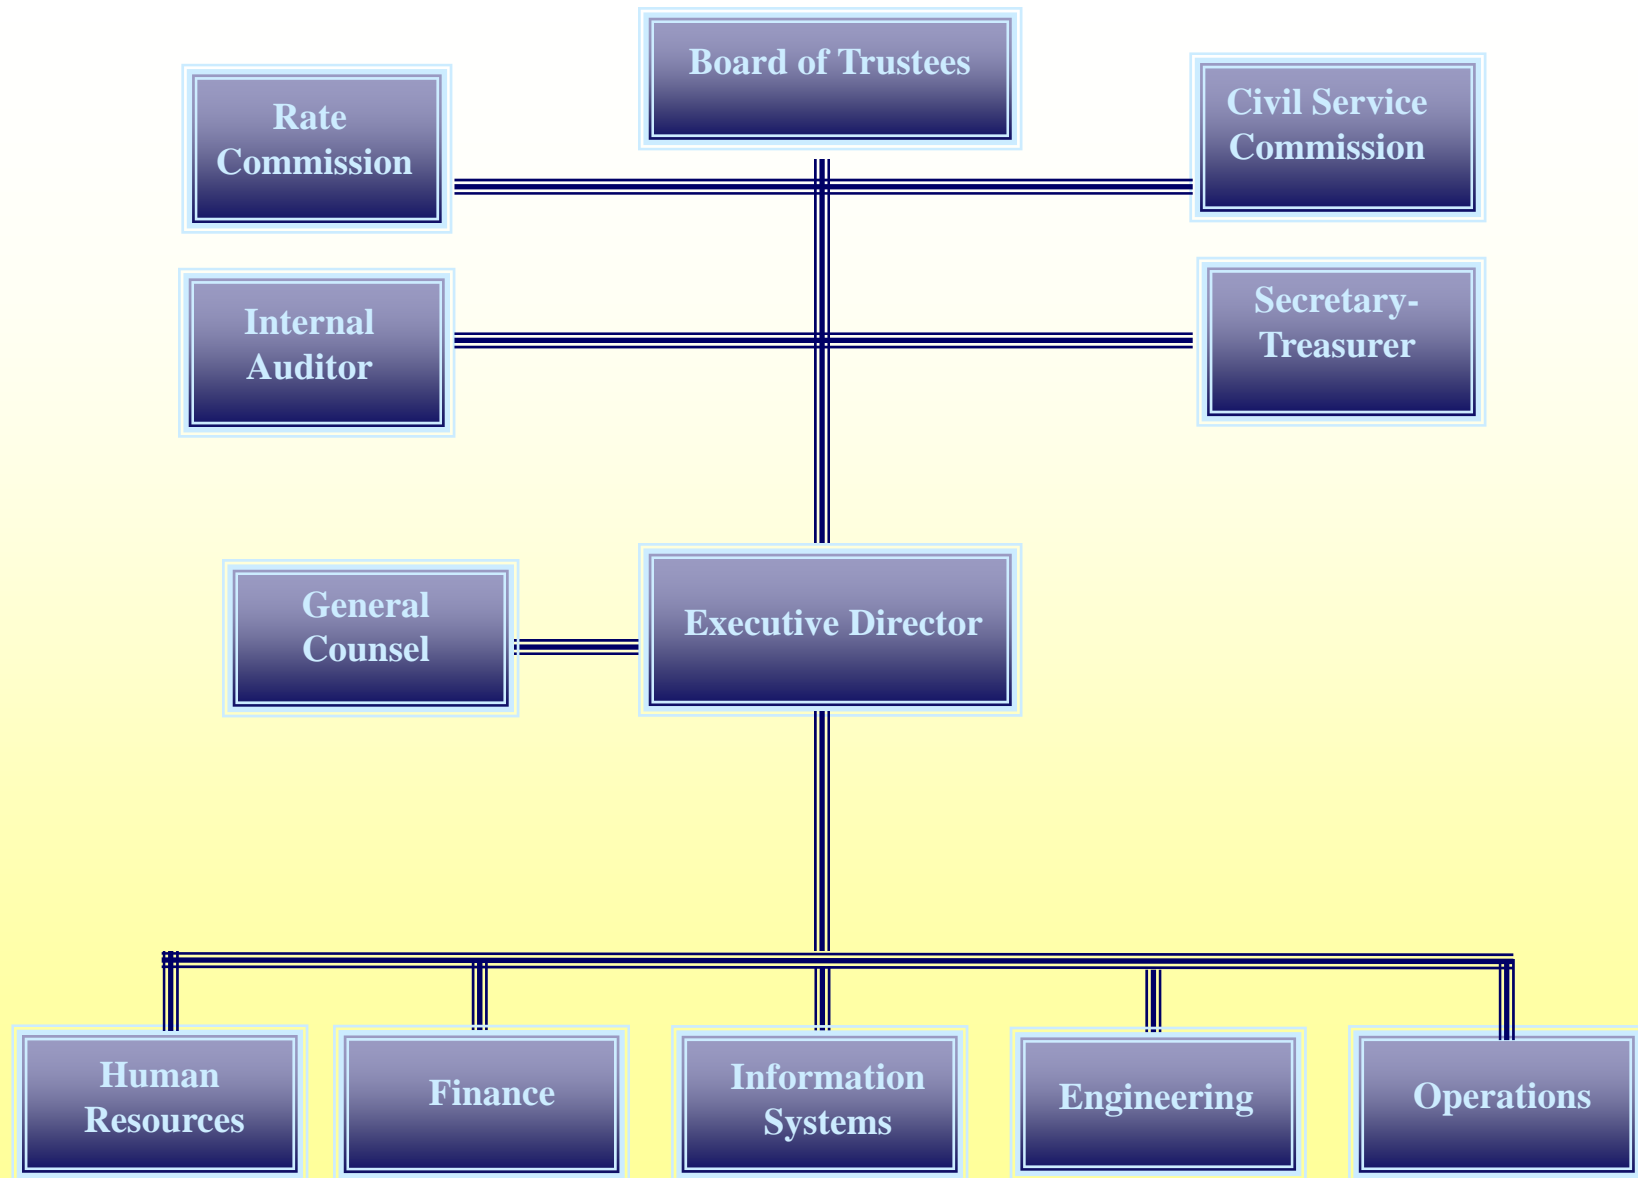 Board of Trustees
Rate
Commission
Civil Service
Commission
Internal
Auditor
Secretary-
Treasurer
General
Counsel
Executive Director
Human
Resources
Finance
Information
Systems
Engineering
Operations